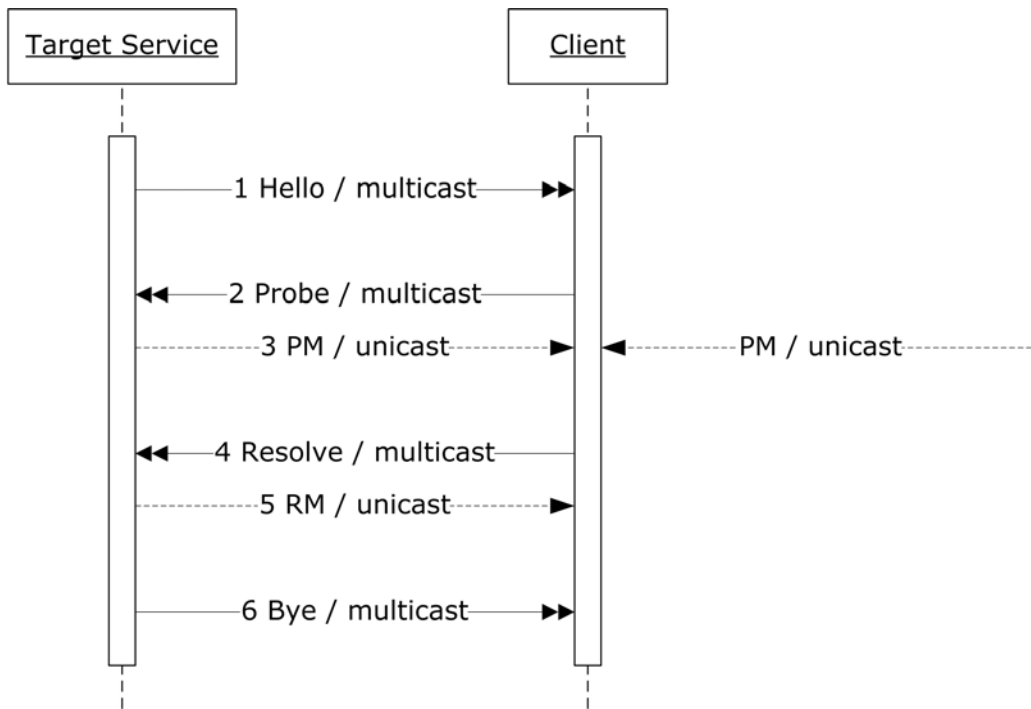 Target Service
Client
1 Hello / multicast
2 Probe / multicast
3 PM / unicast
PM / unicast
4 Resolve / multicast
5 RM / unicast
6 Bye / multicast